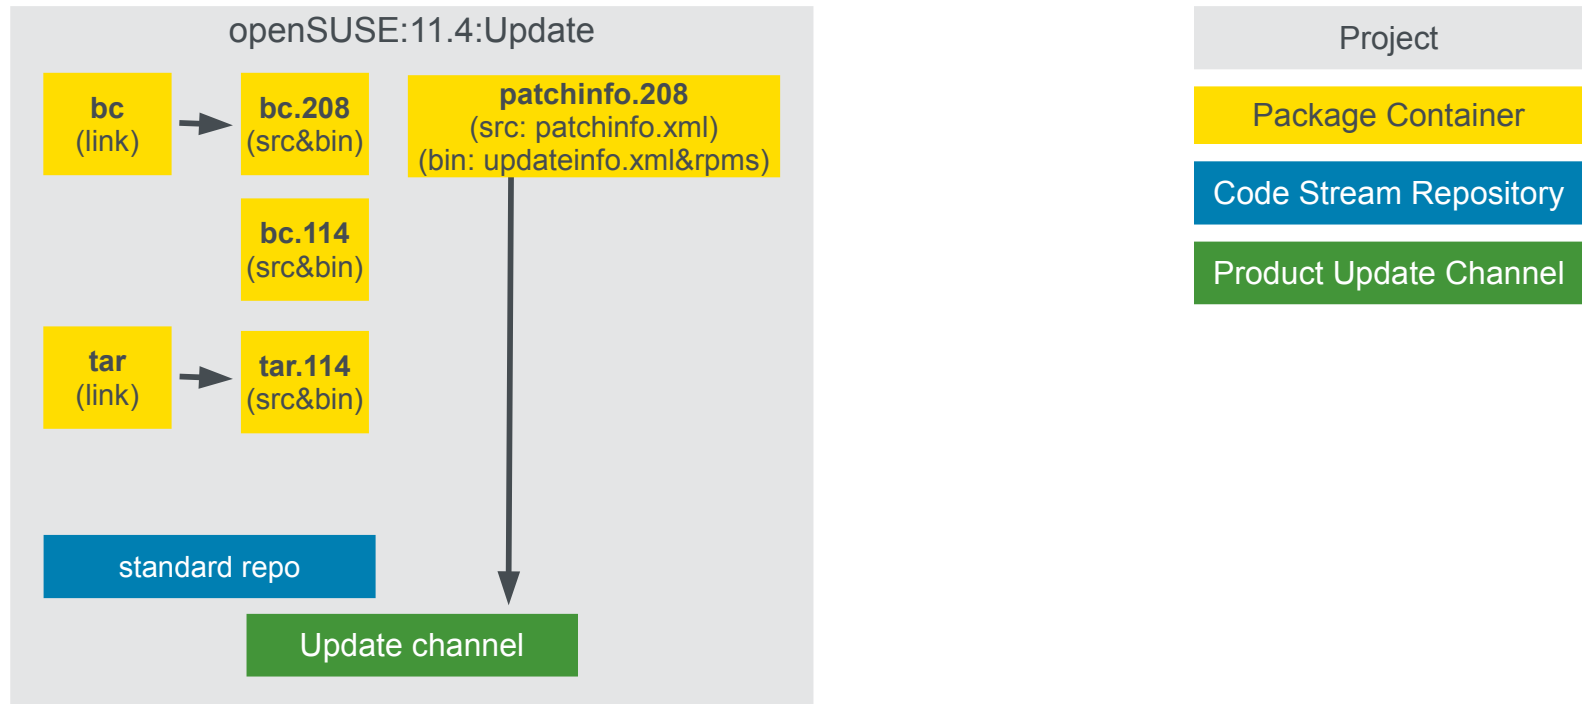 openSUSE:11.4:Update
bc
(link)
bc.208
(src&bin)
patchinfo.208
(src: patchinfo.xml)
(bin: updateinfo.xml&rpms)
bc.114
(src&bin)
tar
(link)
tar.114
(src&bin)
standard repo
Update channel
Project
Package Container
Code Stream Repository
Product Update Channel